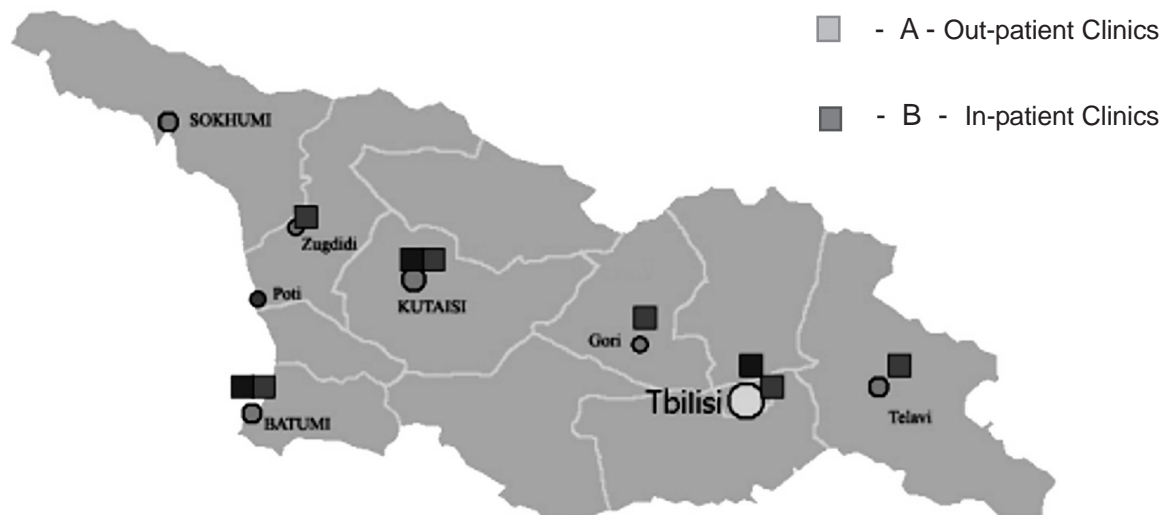 - A - Out-patient Clinics
- B - In-patient Clinics
SOKHUMI
Zugdidi
Poti
KUTAISI
Gori
Tbilisi
BATUMI
Telavi